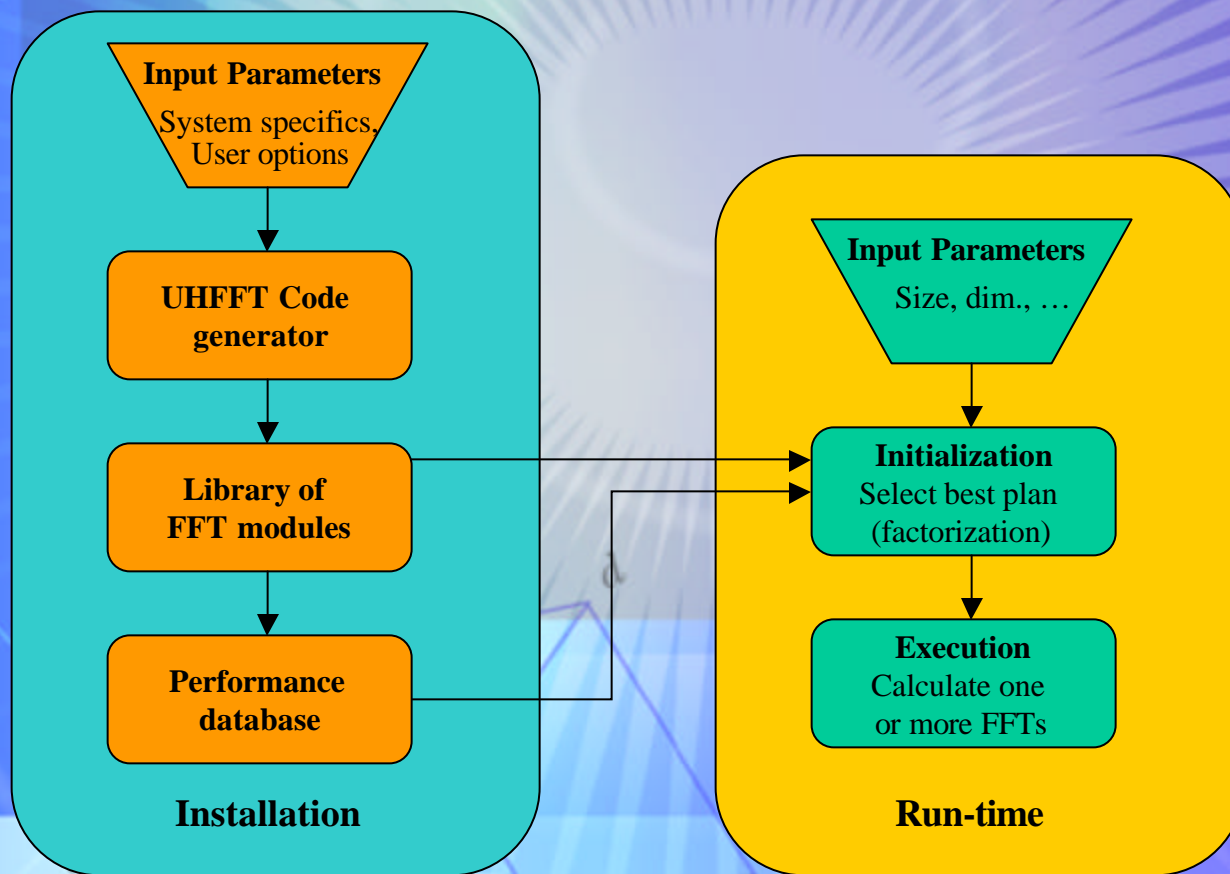 Input Parameters
System specifics,
User options
UHFFT Code
generator
Library of
FFT modules
Performance
database
Installation
Input Parameters
Size, dim., …
Initialization
Select best plan
(factorization)
Execution
Calculate one
or more FFTs
Run-time
d